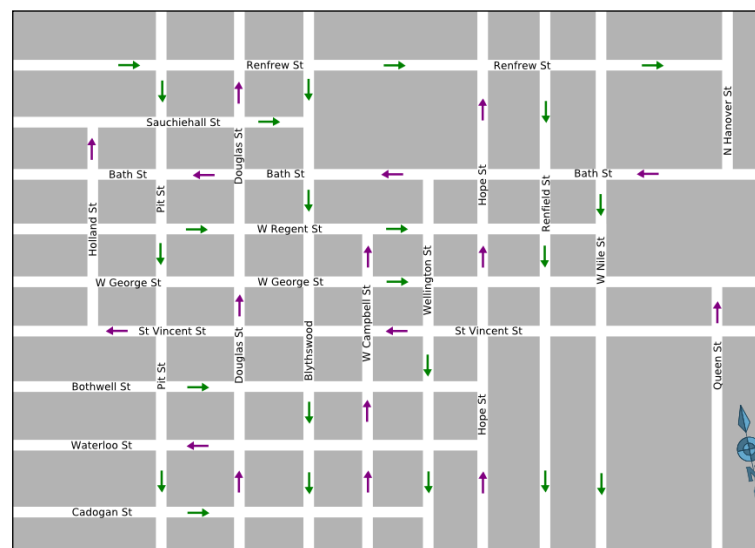 Renfrew St
Renfrew St
N Hanover St
Sauchiehall St
Douglas St
Bath St
Bath St
Hope St
Bath St
Pit St
Holland St
Renfield St
W Regent St
W Nile St
W George St
W George St
Wellington St
W Campbell St
St Vincent St
St Vincent St
Blythswood
Douglas St
Pit St
Queen St
Bothwell St
Hope St
Waterloo St
Cadogan St
N